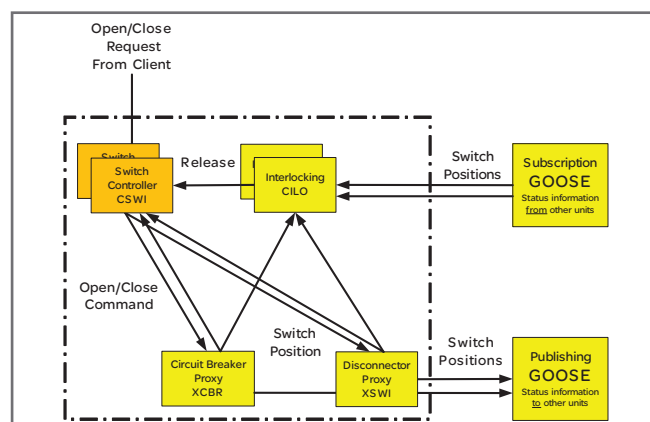 Open/Close
Request
From Client
Switch
Switch
Controller
CSWI
Release
Interlocking
CILO
Switch
Positions
Subscription
GOOSE
Status information
from other units
Open/Close
Command
Switch
Position
Circuit Breaker
Proxy
XCBR
Disconnector
Proxy
XSWI
Switch
Positions
Publishing
GOOSE
Status information
to other units